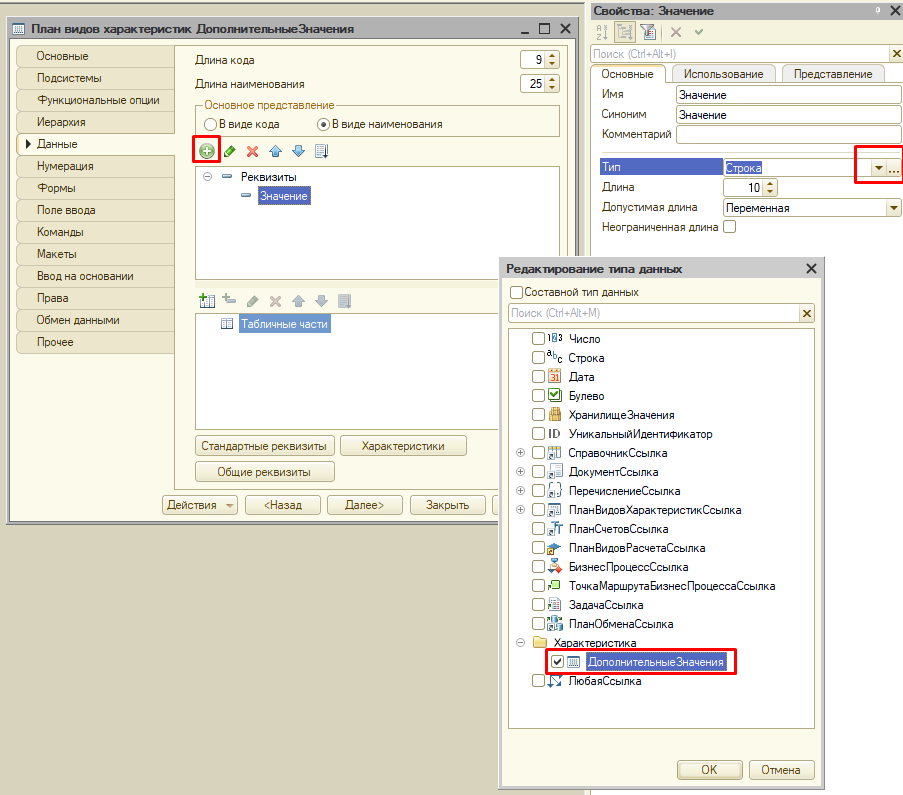 План видов характеристик ДополнительныеЗначения
Основные
Подсистемы
Функциональные опции
Иерархия
Данные
Нумерация
Формы
Поле ввода
Команды
Макеты
Ввод на основании
Права
Обмен данными
Прочее
Длина кода
9
Длина наименования
25
Основное представление
В виде кода
В виде наименования
Реквизиты
Значение
Табличные части
Стандартные реквизиты
Характеристики
Общие реквизиты
Действия
<Назад
Далее>
Закрыть
Свойства: Значение
Поиск (Ctrl+Alt+I)
Основные
Использование
Представление
Имя
Значение
Синоним
Значение
Комментарий
Тип
Строка
...
Длина
10
Допустимая длина
Переменная
Неограниченная длина
Редактирование типа данных
Составной тип данных
Поиск (Ctrl+Alt+M)
Число
Строка
31 Дата
Булево
ХранилищеЗначения
ID УникальныйИдентификатор
СправочникСсылка
ДокументСсылка
ПеречислениеСсылка
ПланВидовХарактеристикСсылка
ПланСчетовСсылка
ПланВидовРасчетаСсылка
БизнесПроцессСсылка
ТочкаМаршрутаБизнесПроцессаСсылка
ЗадачаСсылка
ПланОбменаСсылка
Характеристика
ДополнительныеЗначения
ЛюбаяСсылка
OK
Отмена